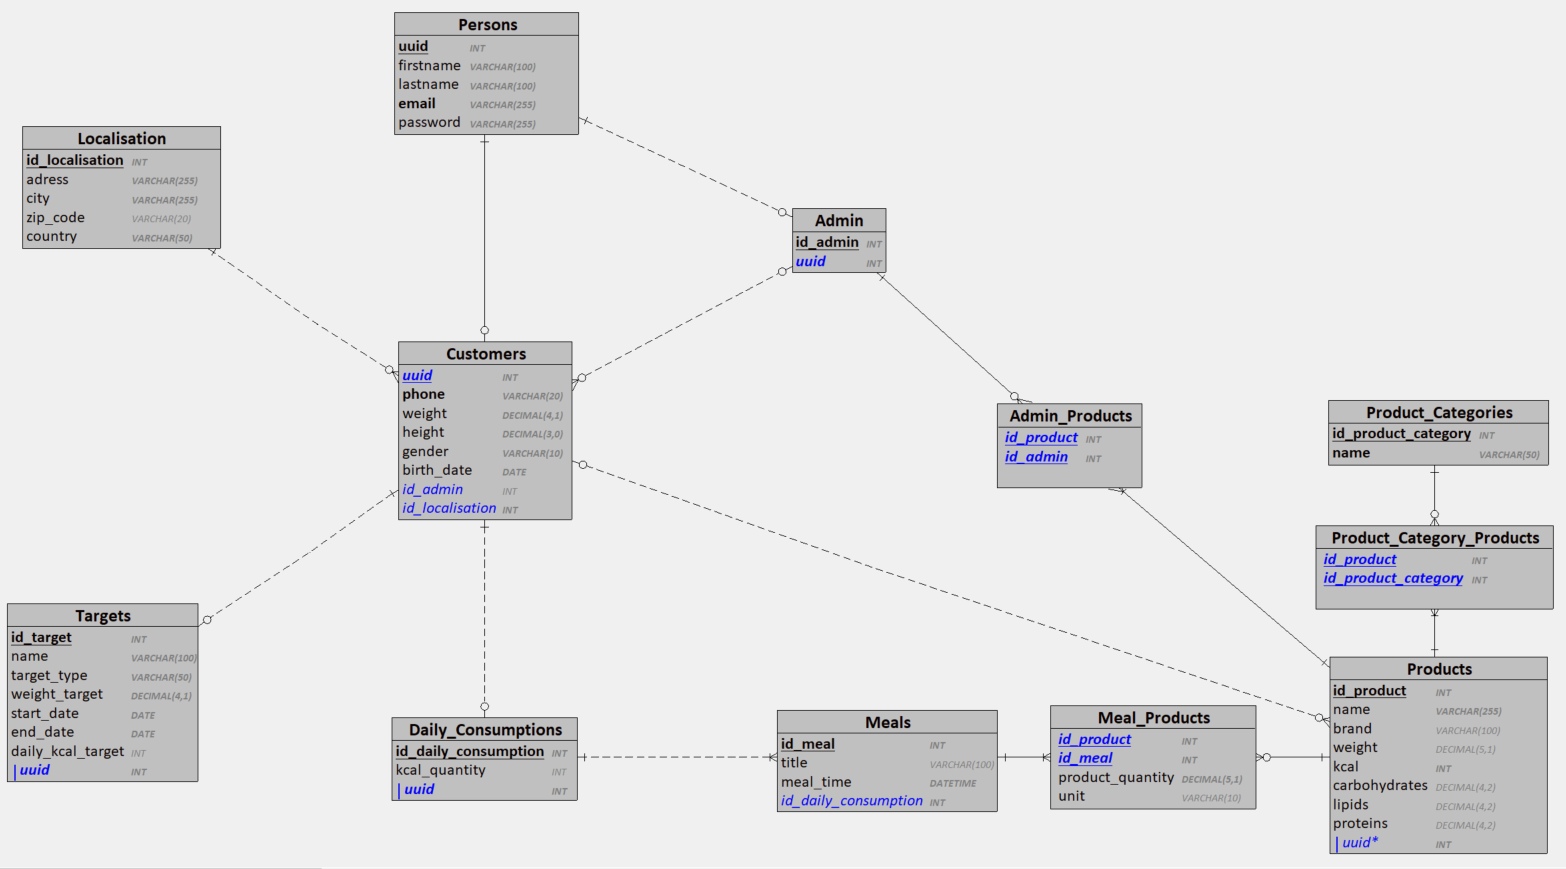 Persons
uuid INT
firstname VARCHAR(100)
lastname VARCHAR(100)
email VARCHAR(255)
password VARCHAR(255)
Localisation
id_localisation INT
adress VARCHAR(255)
city VARCHAR(255)
zip_code VARCHAR(20)
country VARCHAR(50)
Admin
id_admin INT
uuid INT
Customers
uuid INT
phone VARCHAR(20)
weight DECIMAL(4,1)
height DECIMAL(3,0)
gender VARCHAR(10)
birth_date DATE
id_admin INT
id_localisation INT
Admin_Products
id_product INT
id_admin INT
Product_Categories
id_product_category INT
name VARCHAR(50)
Product_Category_Products
id_product INT
id_product_category INT
Targets
id_target INT
name VARCHAR(100)
target_type VARCHAR(50)
weight_target DECIMAL(4,1)
start_date DATE
end_date DATE
daily_kcal_target INT
|uuid INT
Daily_Consumptions
id_daily_consumption INT
kcal_quantity INT
|uuid INT
Meals
id_meal INT
title VARCHAR(100)
meal_time DATETIME
id_daily_consumption INT
Meal_Products
id_product INT
id_meal INT
product_quantity DECIMAL(5,1)
unit VARCHAR(10)
Products
id_product INT
name VARCHAR(255)
brand VARCHAR(100)
weight DECIMAL(5,1)
kcal INT
carbohydrates DECIMAL(4,2)
lipids DECIMAL(4,2)
proteins DECIMAL(4,2)
|uuid* INT